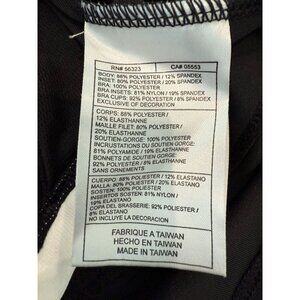 RN# 56323 CA# 05553
BODY: 88% POLYESTER / 12% SPANDEX
MESH: 80% POLYESTER / 20% SPANDEX
BRA: 100% POLYESTER
BRA INSETS: 81% NYLON / 19% SPANDEX
BRA CUPS: 92% POLYESTER / 8% SPANDEX
EXCLUSIVE OF DECORATION
CORPS: 88% POLYESTER /
12% ELASTHANNE
MAILLE FILET: 80% POLYESTER /
20% ELASTHANNE
SOUTIEN-GORGE: 100% POLYESTER
INCRUSTATIONS DU SOUTIEN GORGE:
81% POLYAMIDE / 19% ELASTHANNE
BONNETS DE SOUTIEN GORGE:
92% POLYESTER / 8% ELASTHANNE
SANS ORNEMENTS
CUERPO: 88% POLIESTER / 12% ELASTANO
MALLA: 80% POLIESTER / 20% ELASTANO
SOSTEN: 100% POLIESTER
INSERTOS SOSTEN: 81% NYLON /
19% ELASTANO
COPA DEL BRASSERIE: 92% POLIESTER /
8% ELASTANO
NO INCLUYE LA DECORACION
FABRIQUE A TAIWAN
HECHO EN TAIWAN
MADE IN TAIWAN